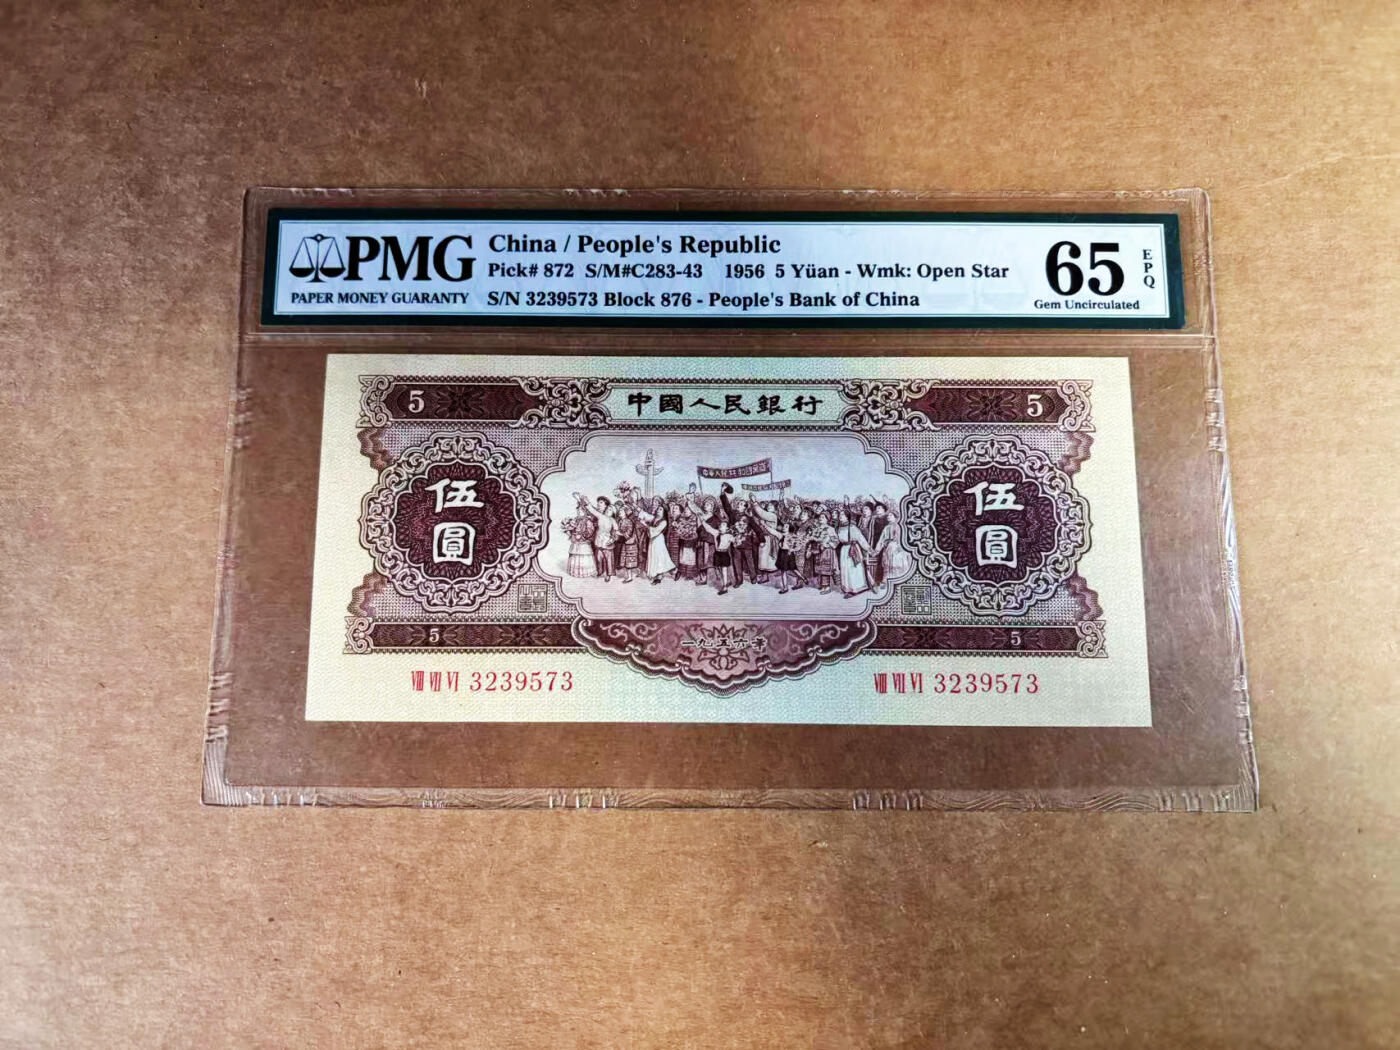 PMG
PAPER MONEY GUARANTY
China / People's Republic
Pick# 872 S/M#C283-43 1956 5 Yüan - Wmk: Open Star
S/N 3239573 Block 876 - People's Bank of China
65
EPQ
Gem Uncirculated
5 中國人民銀行 5
伍圓 伍圓
5 一九五六年 5
VIII VII VI 3239573 VIII VII VI 3239573